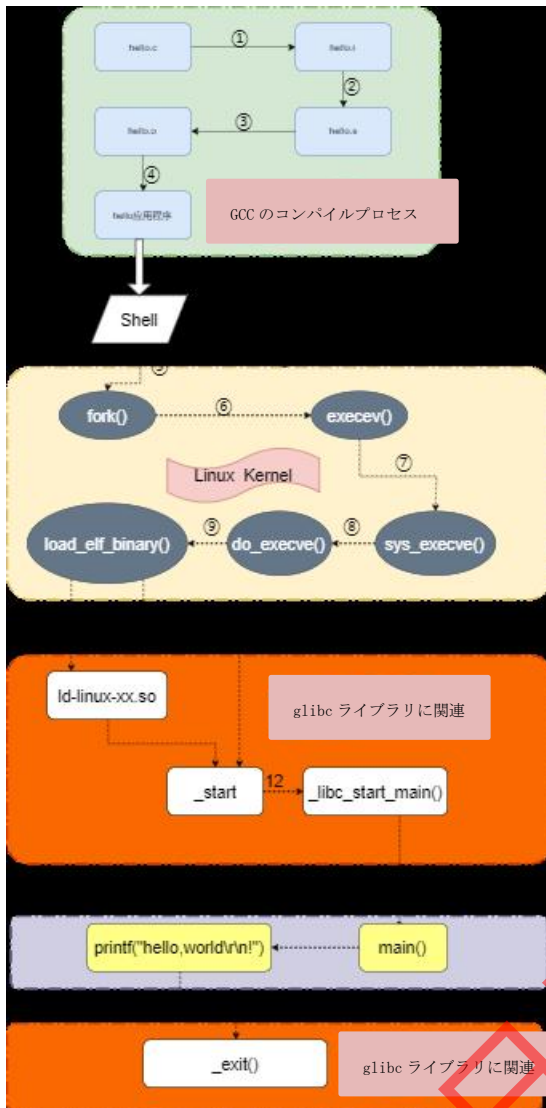 ①
hello.c
hello.i
②
③
hello.o
hello.s
④
hello应用程序
GCC のコンパイルプロセス
Shell
⑤
fork()
⑥
execev()
⑦
Linux Kernel
load_elf_binary()
⑨
do_execve()
⑧
sys_execve()
ld-linux-xx.so
glibc ライブラリに関連
_start
12
_libc_start_main()
printf("hello,world\r\n!")
main()
_exit()
glibc ライブラリに関連